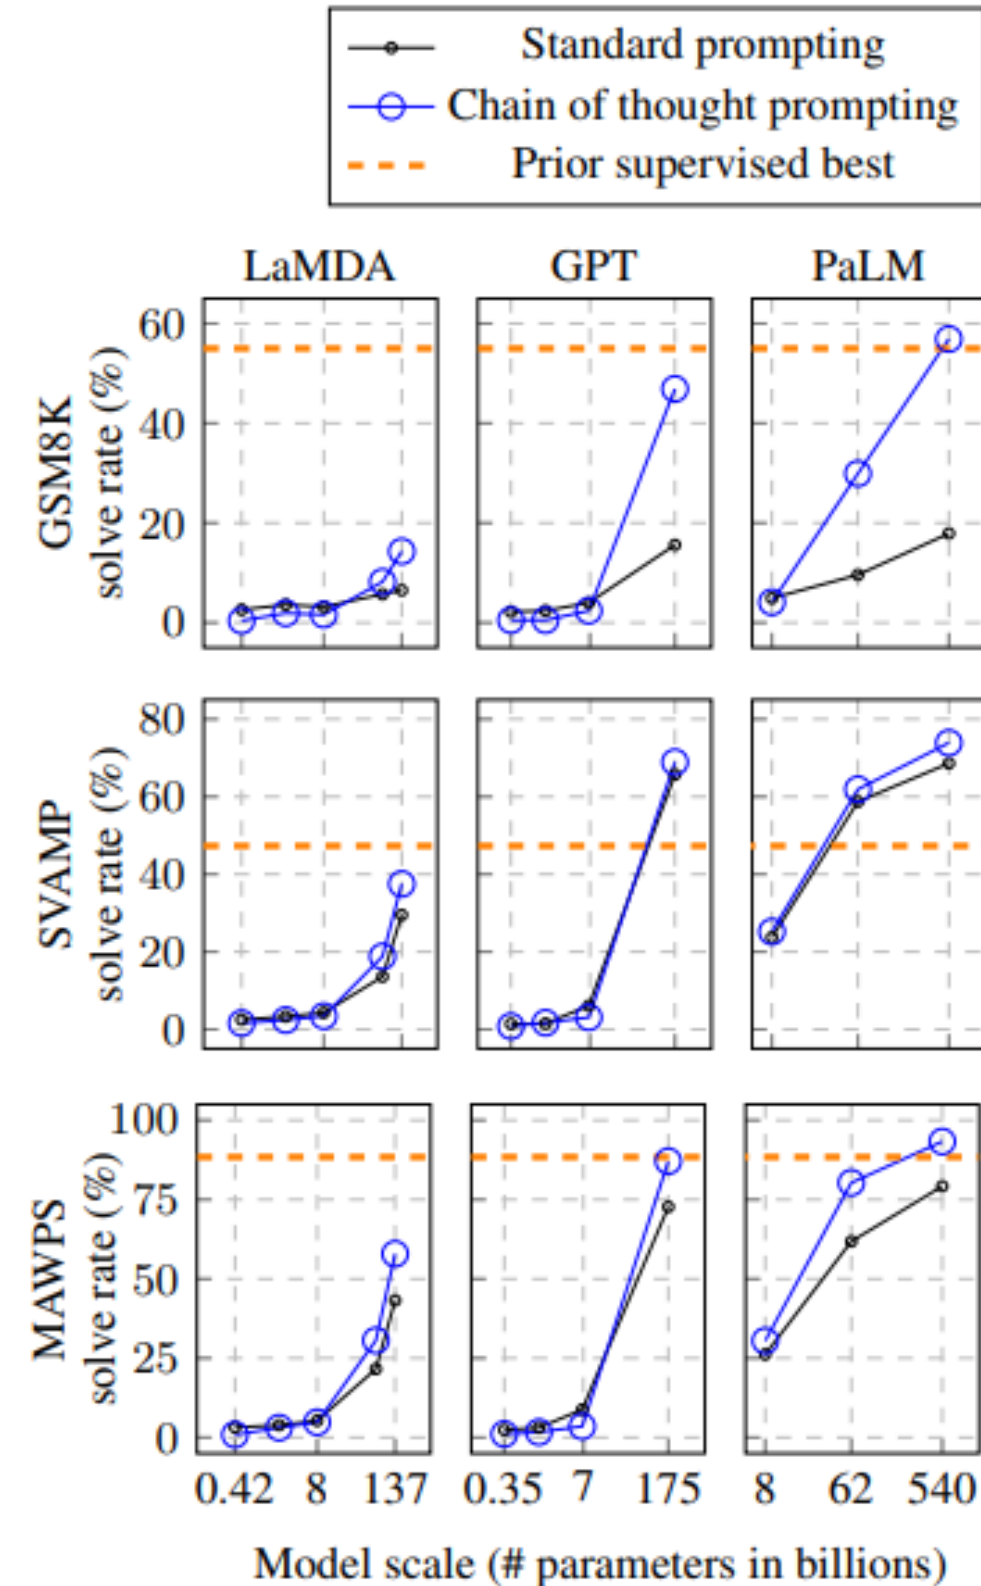 Standard prompting
Chain of thought prompting
Prior supervised best
LaMDA GPT PaLM
GSM8K
solve rate (%)
60
40
20
0
SVAMP
solve rate (%)
80
60
40
20
0
MAWPS
solve rate (%)
100
75
50
25
0
0.42 8 137 0.35 7 175 8 62 540
Model scale (# parameters in billions)